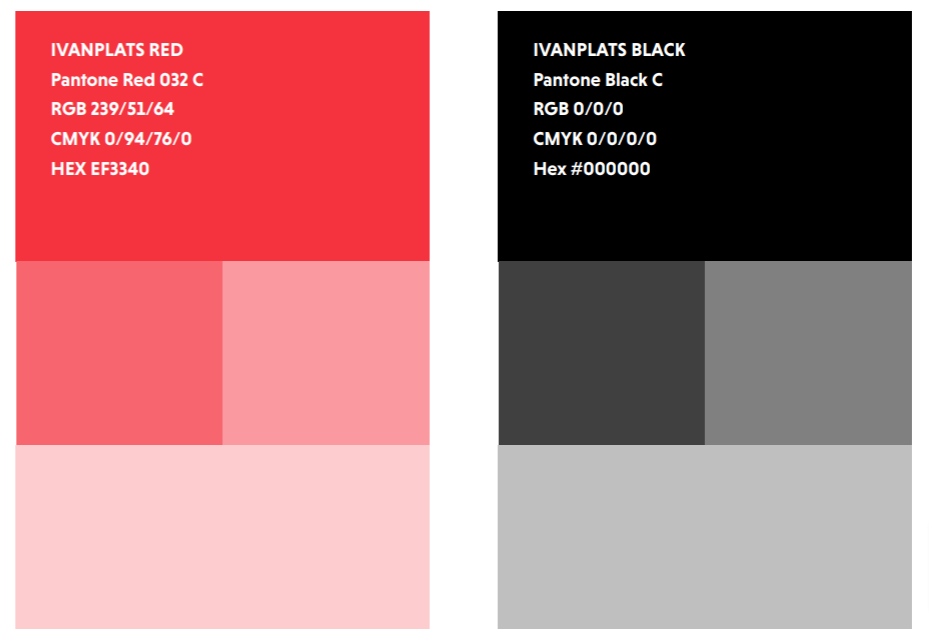 IVANPLATS RED
Pantone Red 032 C
RGB 239/51/64
CMYK 0/94/76/0
HEX EF3340
IVANPLATS BLACK
Pantone Black C
RGB 0/0/0
CMYK 0/0/0/0
Hex #000000